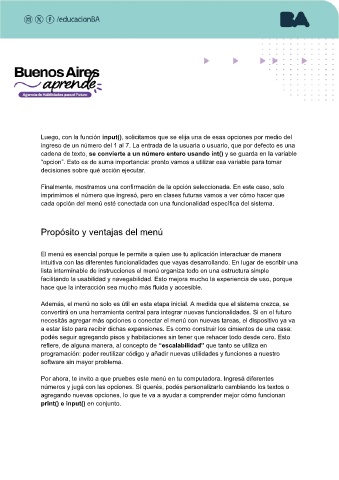 /educacionBA
BA
Buenos Aires
aprende
Agencia de Habilidades para el Futuro
Luego, con la función input(), solicitamos que se elija una de esas opciones por medio del
ingreso de un número del 1 al 7. La entrada de la usuaria o usuario, que por defecto es una
cadena de texto, se convierte a un número entero usando int() y se guarda en la variable
"opcion". Esto es de suma importancia: pronto vamos a utilizar esa variable para tomar
decisiones sobre qué acción ejecutar.
Finalmente, mostramos una confirmación de la opción seleccionada. En este caso, solo
imprimimos el número que ingresó, pero en clases futuras vamos a ver cómo hacer que
cada opción del menú esté conectada con una funcionalidad específica del sistema.
Propósito y ventajas del menú
El menú es esencial porque le permite a quien use tu aplicación interactuar de manera
intuitiva con las diferentes funcionalidades que vayas desarrollando. En lugar de escribir una
lista interminable de instrucciones el menú organiza todo en una estructura simple
facilitando la usabilidad y navegabilidad. Esto mejora mucho la experiencia de uso, porque
hace que la interacción sea mucho más fluida y accesible.
Además, el menú no solo es útil en esta etapa inicial. A medida que el sistema crezca, se
convertirá en una herramienta central para integrar nuevas funcionalidades. Si en el futuro
necesitás agregar más opciones o conectar el menú con nuevas tareas, el dispositivo ya va
a estar listo para recibir dichas expansiones. Es como construir los cimientos de una casa:
podés seguir agregando pisos y habitaciones sin tener que rehacer todo desde cero. Esto
refiere, de alguna manera, al concepto de "escalabilidad" que tanto se utiliza en
programación: poder reutilizar código y añadir nuevas utilidades y funciones a nuestro
software sin mayor problema.
Por ahora, te invito a que pruebes este menú en tu computadora. Ingresá diferentes
números y jugá con las opciones. Si querés, podés personalizarlo cambiando los textos o
agregando nuevas opciones, lo que te va a ayudar a comprender mejor cómo funcionan
print() e input() en conjunto.